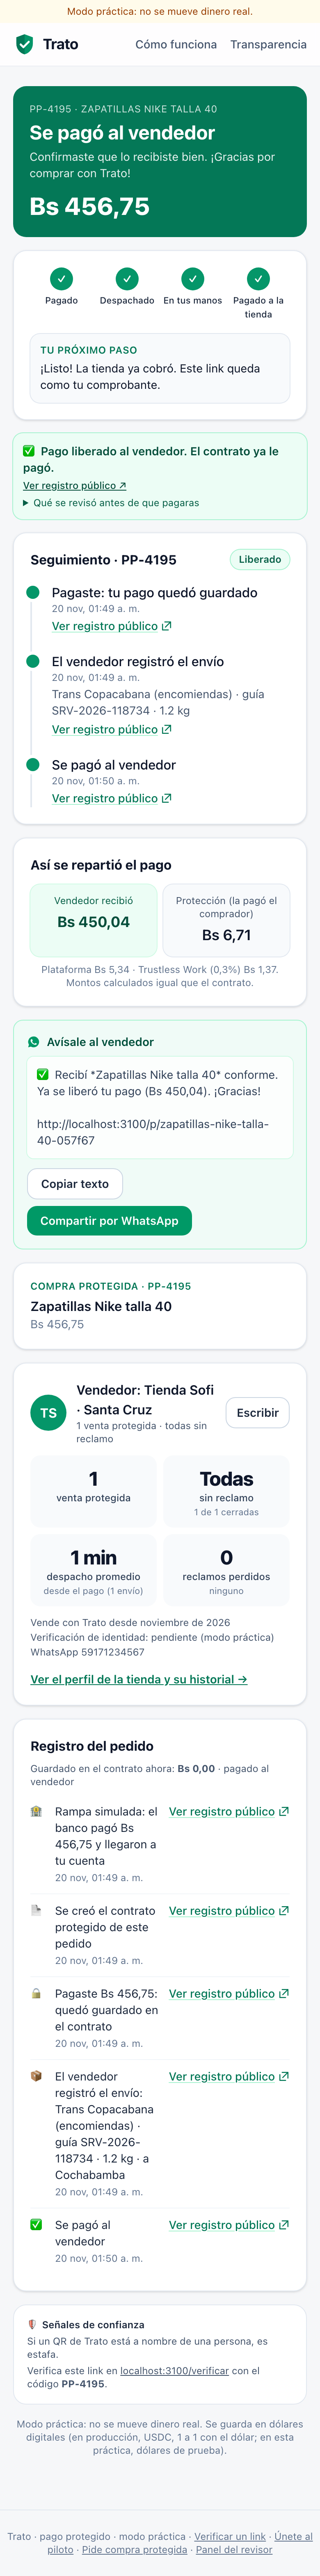 Modo práctica: no se mueve dinero real.
Trato
Cómo funciona
Transparencia
PP-4195 · ZAPATILLAS NIKE TALLA 40
Se pagó al vendedor
Confirmaste que lo recibiste bien. ¡Gracias por
comprar con Trato!
Bs 456,75
Pagado
Despachado
En tus manos
Pagado a la
tienda
TU PRÓXIMO PASO
¡Listo! La tienda ya cobró. Este link queda
como tu comprobante.
✅ Pago liberado al vendedor. El contrato ya le
pagó.
Ver registro público ↗
▶ Qué se revisó antes de que pagaras
Seguimiento · PP-4195
Liberado
Pagaste: tu pago quedó guardado
20 nov, 01:49 a. m.
Ver registro público
El vendedor registró el envío
20 nov, 01:49 a. m.
Trans Copacabana (encomiendas) · guía
SRV-2026-118734 · 1.2 kg
Ver registro público
Se pagó al vendedor
20 nov, 01:50 a. m.
Ver registro público
Así se repartió el pago
Vendedor recibió
Bs 450,04
Protección (la pagó el
comprador)
Bs 6,71
Plataforma Bs 5,34 · Trustless Work (0,3%) Bs 1,37.
Montos calculados igual que el contrato.
Avísale al vendedor
✅ Recibí *Zapatillas Nike talla 40* conforme.
Ya se liberó tu pago (Bs 450,04). ¡Gracias!
http://localhost:3100/p/zapatillas-nike-talla-
40-057f67
Copiar texto
Compartir por WhatsApp
COMPRA PROTEGIDA · PP-4195
Zapatillas Nike talla 40
Bs 456,75
TS
Vendedor: Tienda Sofi
· Santa Cruz
1 venta protegida · todas sin
reclamo
Escribir
1
venta protegida
Todas
sin reclamo
1 de 1 cerradas
1 min
despacho promedio
desde el pago (1 envío)
0
reclamos perdidos
ninguno
Vende con Trato desde noviembre de 2026
Verificación de identidad: pendiente (modo práctica)
WhatsApp 59171234567
Ver el perfil de la tienda y su historial →
Registro del pedido
Guardado en el contrato ahora: Bs 0,00 · pagado al
vendedor
Rampa simulada: el
banco pagó Bs
456,75 y llegaron a
tu cuenta
20 nov, 01:49 a. m.
Ver registro público
Se creó el contrato
protegido de este
pedido
20 nov, 01:49 a. m.
Ver registro público
Pagaste Bs 456,75:
quedó guardado en
el contrato
20 nov, 01:49 a. m.
Ver registro público
El vendedor
registró el envío:
Trans Copacabana
(encomiendas) ·
guía SRV-2026-
118734 · 1.2 kg · a
Cochabamba
20 nov, 01:49 a. m.
Ver registro público
Se pagó al
vendedor
20 nov, 01:50 a. m.
Ver registro público
Señales de confianza
Si un QR de Trato está a nombre de una persona, es
estafa.
Verifica este link en localhost:3100/verificar con el
código PP-4195.
Modo práctica: no se mueve dinero real. Se guarda en dólares
digitales (en producción, USDC, 1 a 1 con el dólar; en esta
práctica, dólares de prueba).
Trato · pago protegido · modo práctica · Verificar un link · Únete al
piloto · Pide compra protegida · Panel del revisor